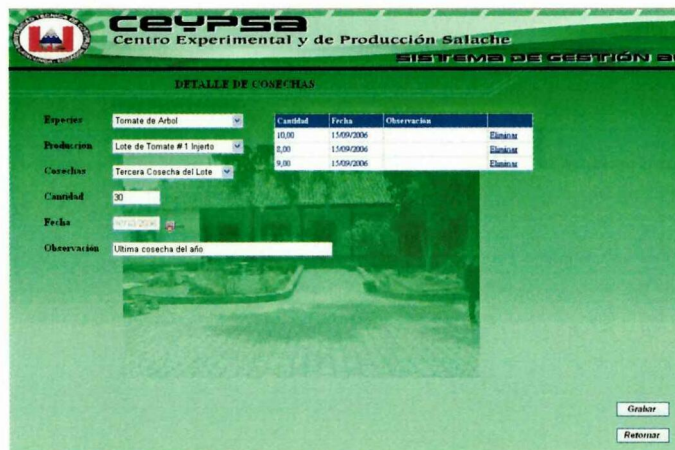 CEYPSA
Centro Experimental y de Producción Salache
SISTEMA DE GESTIÓN
DETALLE DE COSECHAS
Especies Tomate de Arbol
Produccion Lote de Tomate # 1 Injerto
Cosechas Tercera Cosecha del Lote
Cantidad 30
Fecha
Observación Ultima cosecha del año
Cantidad Fecha Observacion
10,00 15/09/2006 Eliminar
8,00 15/09/2006 Eliminar
9,00 15/09/2006 Eliminar
Grabar
Retornar